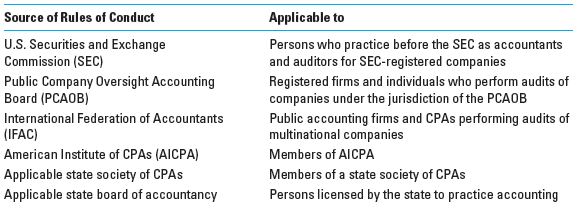 Source of Rules of Conduct Applicable to
U.S. Securities and Exchange Persons who practice before the SEC as accountants
Commission (SEC) and auditors for SEC-registered companies
Public Company Oversight Accounting Registered firms and individuals who perform audits of
Board (PCAOB) companies under the jurisdiction of the PCAOB
International Federation of Accountants Public accounting firms and CPAs performing audits of
(IFAC) multinational companies
American Institute of CPAs (AICPA) Members of AICPA
Applicable state society of CPAs Members of a state society of CPAs
Applicable state board of accountancy Persons licensed by the state to practice accounting